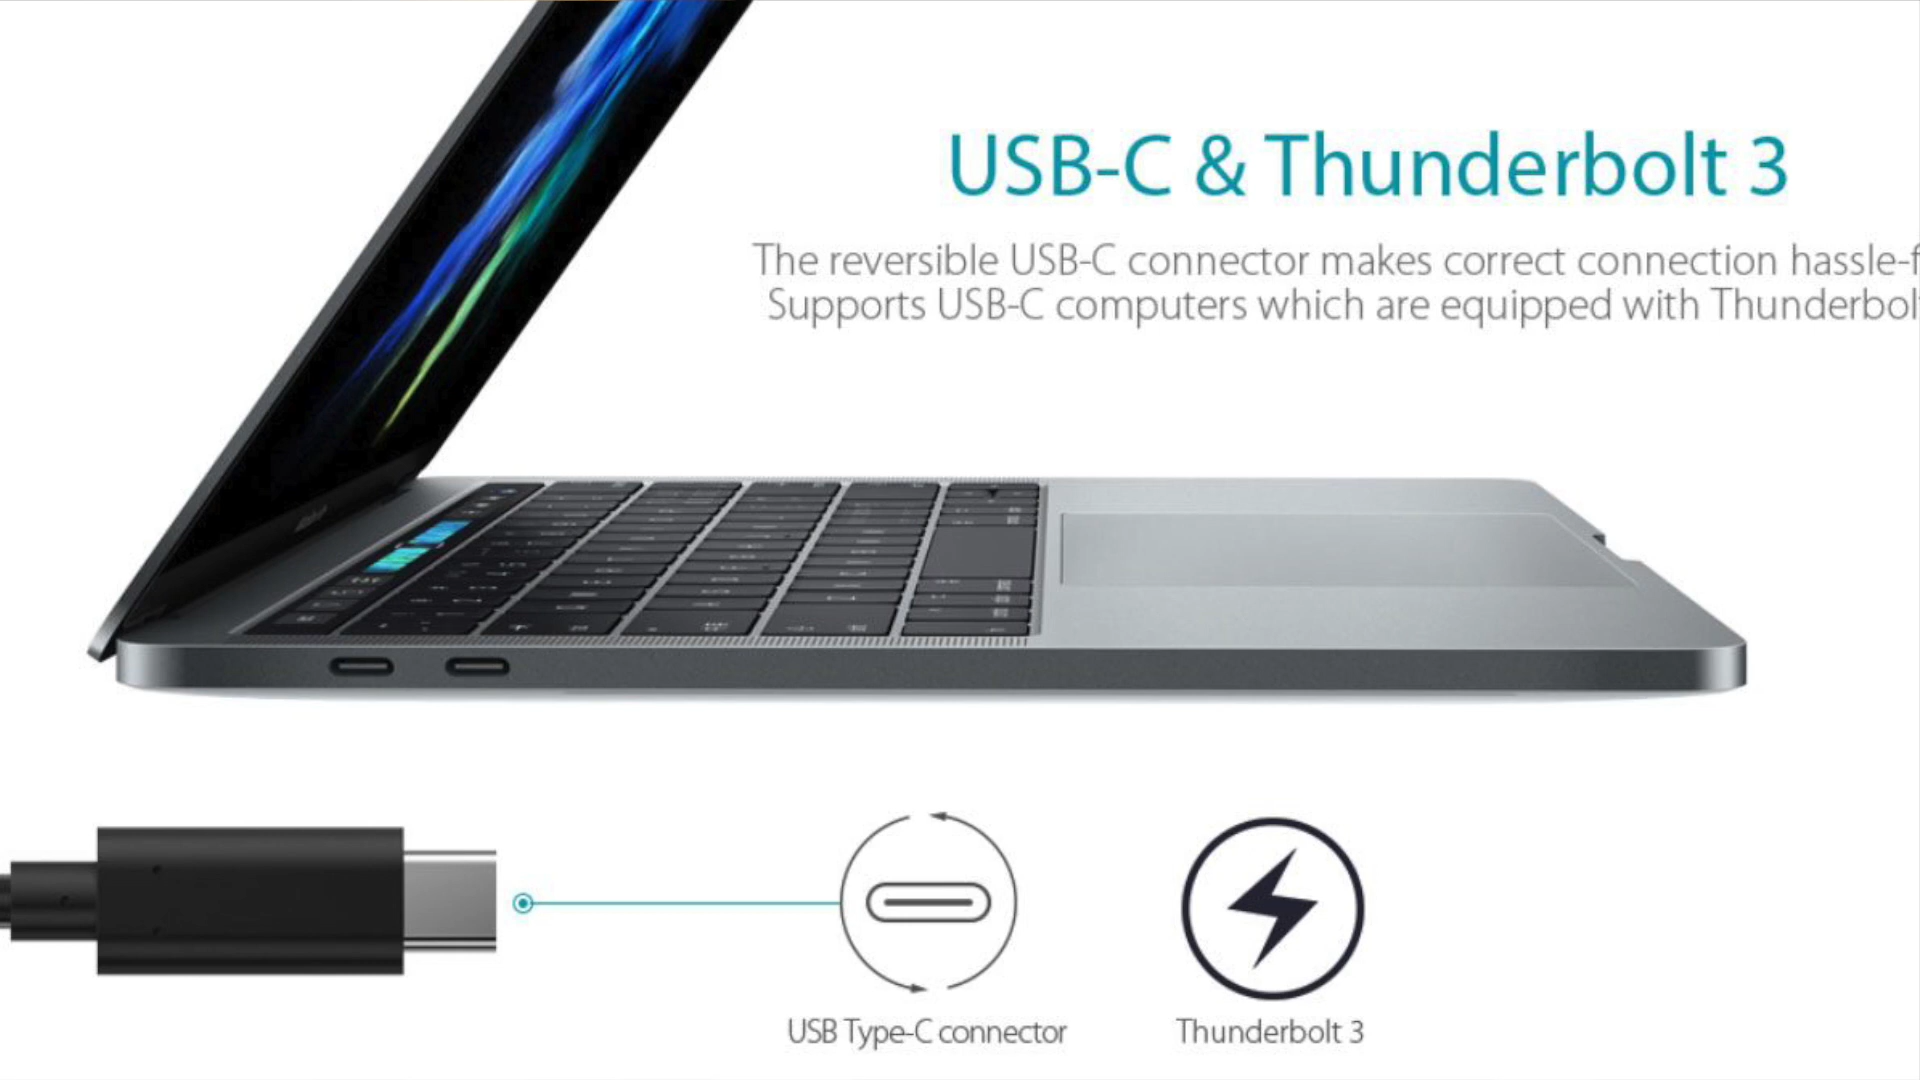 USB-C & Thunderbolt 3
The reversible USB-C connector makes correct connection hassle-f
Supports USB-C computers which are equipped with Thunderbol
USB Type-C connector
Thunderbolt 3